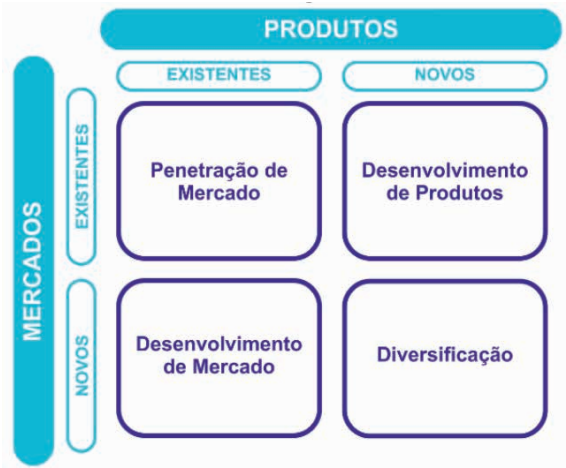 PRODUTOS
EXISTENTES
NOVOS
MERCADOS
EXISTENTES
Penetração de
Mercado
Desenvolvimento
de Produtos
NOVOS
Desenvolvimento
de Mercado
Diversificação